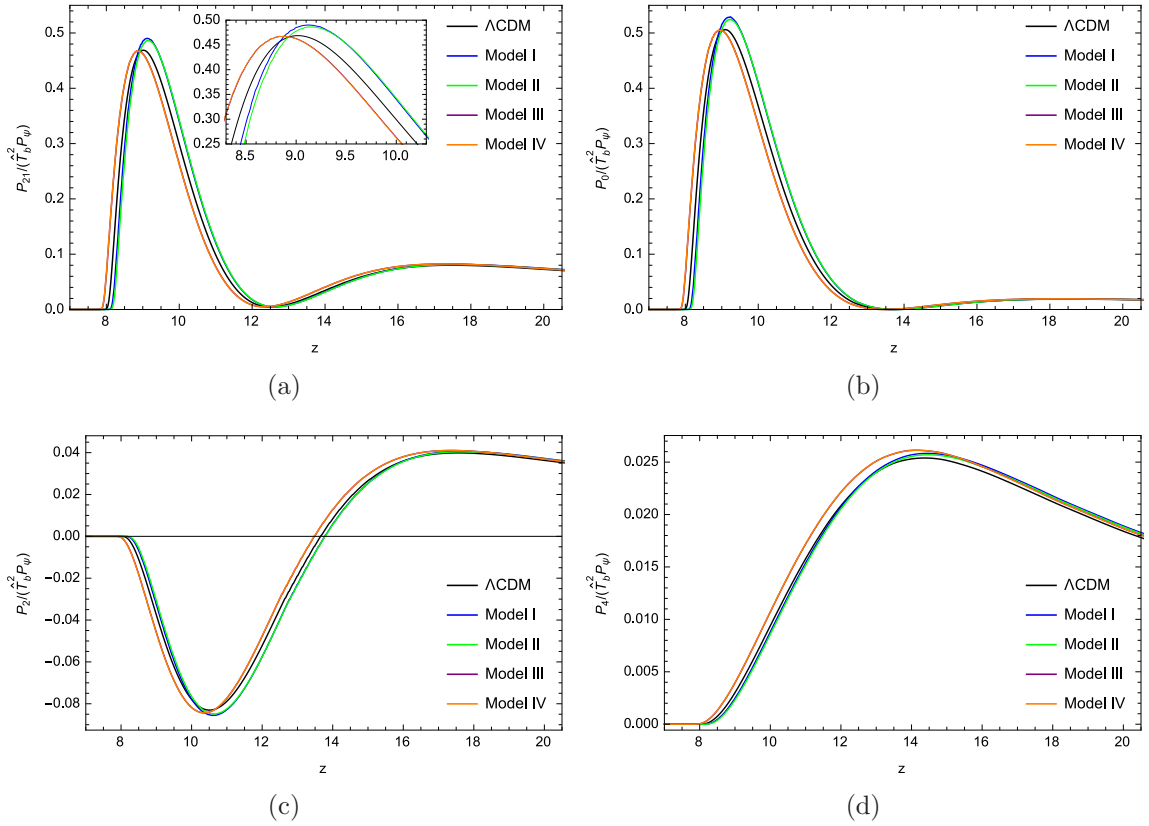 P₂₁/(T̂_b²P_ψ)
0.5
0.4
0.3
0.2
0.1
0.0
0.50
0.45
0.40
0.35
0.30
0.25
8.5 9.0 9.5 10.0
ΛCDM
Model I
Model II
Model III
Model IV
8 10 12 14 16 18 20
z
(a)
P₀/(T̂_b²P_ψ)
0.5
0.4
0.3
0.2
0.1
0.0
ΛCDM
Model I
Model II
Model III
Model IV
8 10 12 14 16 18 20
z
(b)
P₂/(T̂_b²P_ψ)
0.04
0.02
0.00
−0.02
−0.04
−0.06
−0.08
ΛCDM
Model I
Model II
Model III
Model IV
8 10 12 14 16 18 20
z
(c)
P₄/(T̂_b²P_ψ)
0.025
0.020
0.015
0.010
0.005
0.000
ΛCDM
Model I
Model II
Model III
Model IV
8 10 12 14 16 18 20
z
(d)